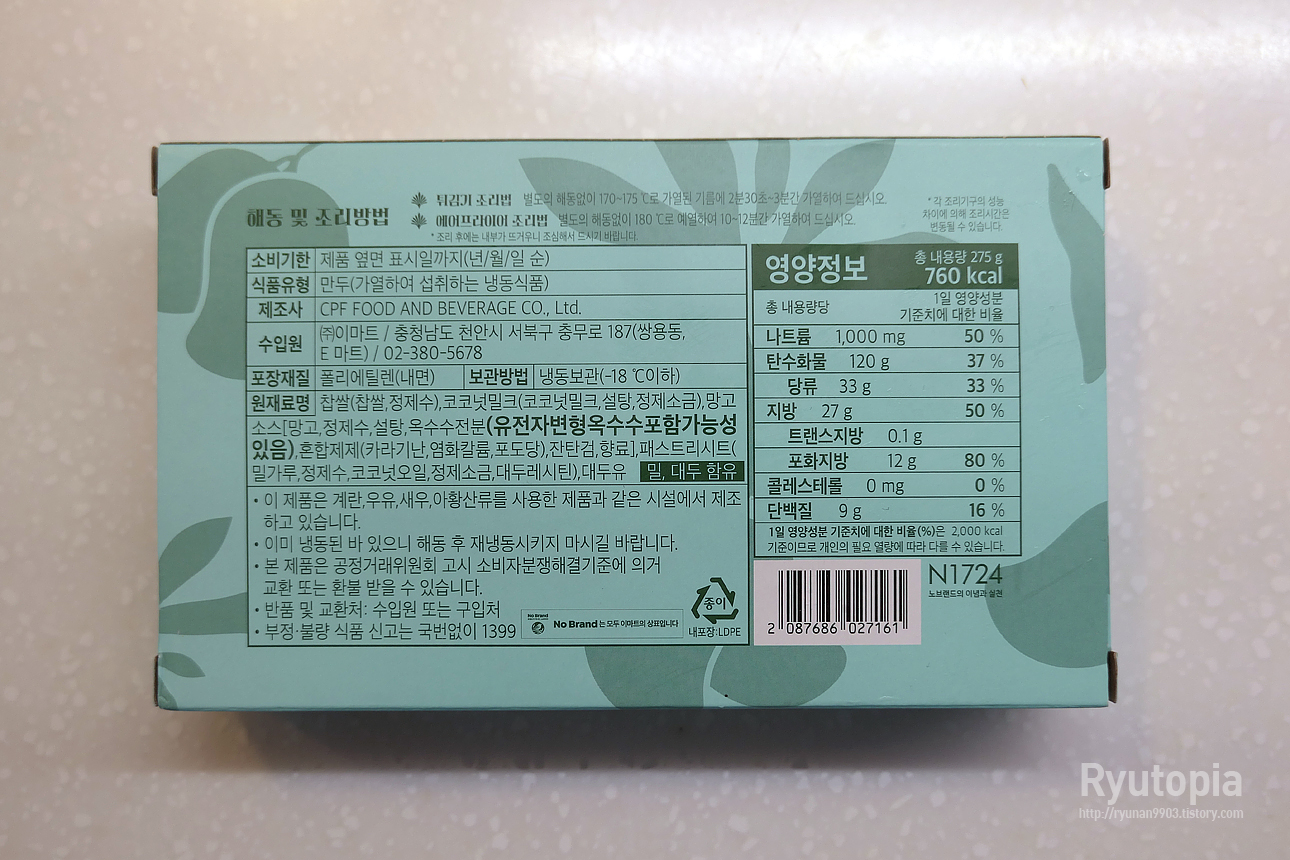 해동 및 조리방법
튀김기 조리법 별도의 해동없이 170~175 ℃로 가열된 기름에 2분30초~3분간 가열하여 드십시오.
에어프라이어 조리법 별도의 해동없이 180 ℃로 예열하여 10~12분간 가열하여 드십시오.
* 조리 후에는 내부가 뜨거우니 조심해서 드시기 바랍니다.
* 각 조리기구의 성능
차이에 의해 조리시간은
변동될 수 있습니다.
소비기한 제품 옆면 표시일까지(년/월/일 순)
식품유형 만두(가열하여 섭취하는 냉동식품)
제조사 CPF FOOD AND BEVERAGE CO., Ltd.
수입원 ㈜이마트 / 충청남도 천안시 서북구 충무로 187(쌍용동,
E 마트) / 02-380-5678
포장재질 폴리에틸렌(내면) 보관방법 냉동보관(-18 ℃이하)
원재료명 찹쌀(찹쌀,정제수),코코넛밀크(코코넛밀크,설탕,정제소금),망고
소스[망고,정제수,설탕,옥수수전분(유전자변형옥수수포함가능성
있음),혼합제제(카라기난,염화칼륨,포도당),잔탄검,향료],패스트리시트(
밀가루,정제수,코코넛오일,정제소금,대두레시틴),대두유 밀, 대두 함유
• 이 제품은 계란,우유,새우,아황산류를 사용한 제품과 같은 시설에서 제조
하고 있습니다.
• 이미 냉동된 바 있으니 해동 후 재냉동시키지 마시길 바랍니다.
• 본 제품은 공정거래위원회 고시 소비자분쟁해결기준에 의거
교환 또는 환불 받을 수 있습니다.
• 반품 및 교환처: 수입원 또는 구입처
• 부정·불량 식품 신고는 국번없이 1399
No Brand
No Brand 는 모두 이마트의 상표입니다
종이
내포장:LDPE
영양정보 총 내용량 275 g
760 kcal
총 내용량당 1일 영양성분
기준치에 대한 비율
나트륨 1,000 mg 50 %
탄수화물 120 g 37 %
당류 33 g 33 %
지방 27 g 50 %
트랜스지방 0.1 g
포화지방 12 g 80 %
콜레스테롤 0 mg 0 %
단백질 9 g 16 %
1일 영양성분 기준치에 대한 비율(%)은 2,000 kcal
기준이므로 개인의 필요 열량에 따라 다를 수 있습니다.
2 087686 027161
N1724
노브랜드의 이념과 실천
Ryutopia
http://ryunan9903.tistory.com